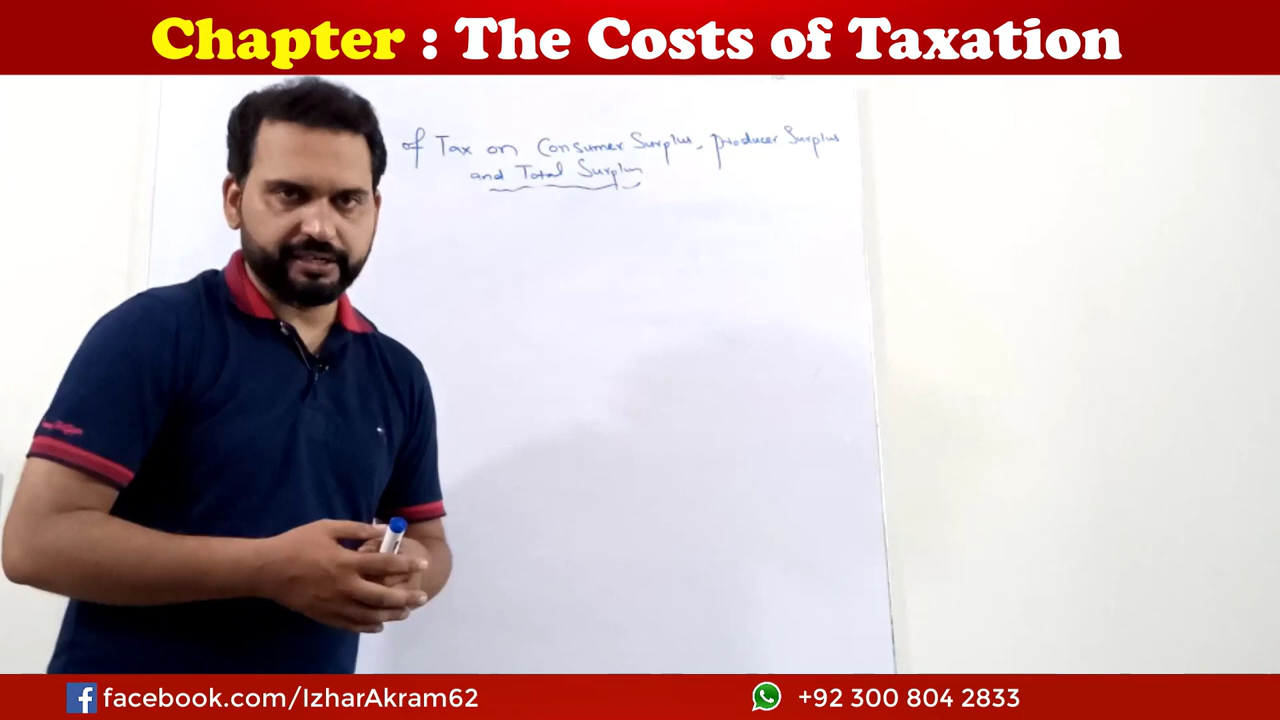 Chapter : The Costs of Taxation
of Tax on Consumer Surplus, Producer Surplus
and Total Surplus
facebook.com/IzharAkram62
+92 300 804 2833